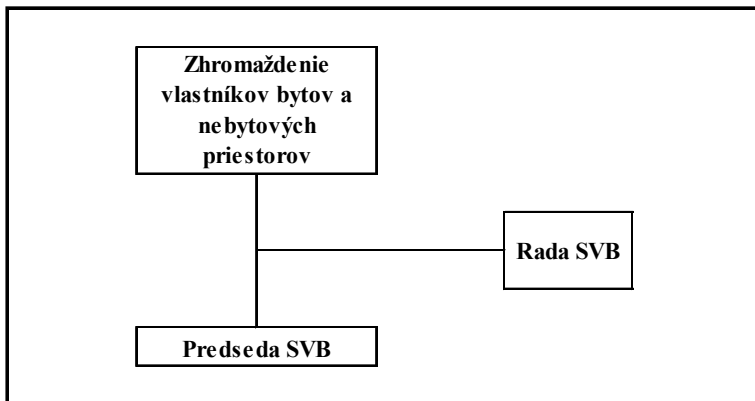 Zhromaždenie
vlastníkov bytov a
nebytových
priestorov
Rada SVB
Predseda SVB